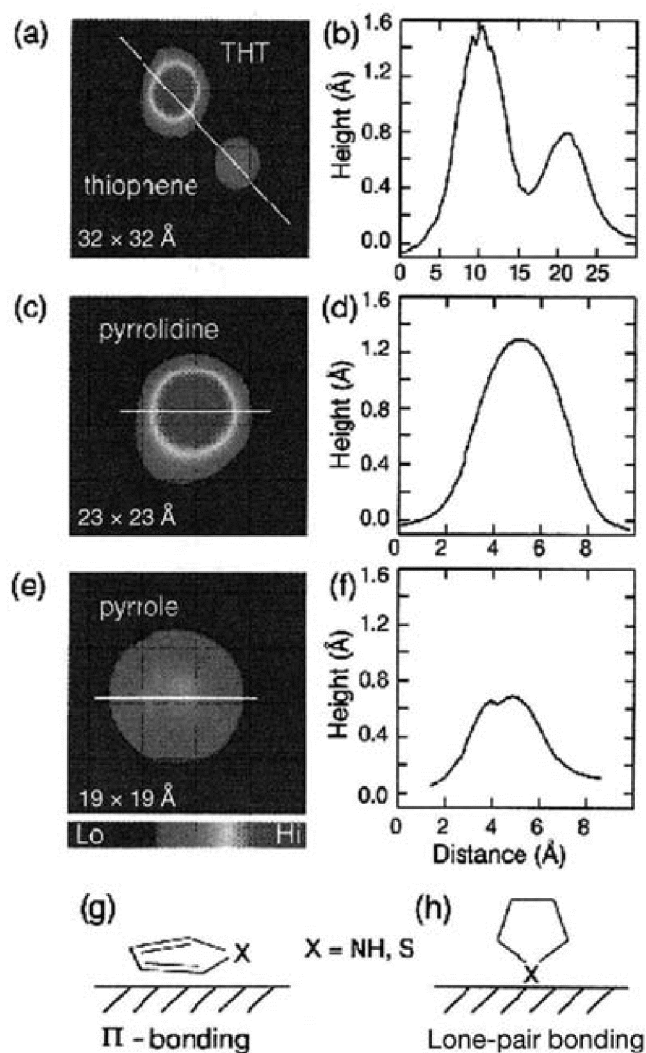 (a)
THT
thiophene
32 × 32 Å
(b)
Height (Å)
1.6
1.2
0.8
0.4
0.0
0 5 10 15 20 25
(c)
pyrrolidine
23 × 23 Å
(d)
Height (Å)
1.6
1.2
0.8
0.4
0.0
0 2 4 6 8
(e)
pyrrole
19 × 19 Å
Lo Hi
(f)
Height (Å)
1.6
1.2
0.8
0.4
0.0
0 2 4 6 8
Distance (Å)
(g)
X
X = NH, S
Π - bonding
(h)
X
Lone-pair bonding